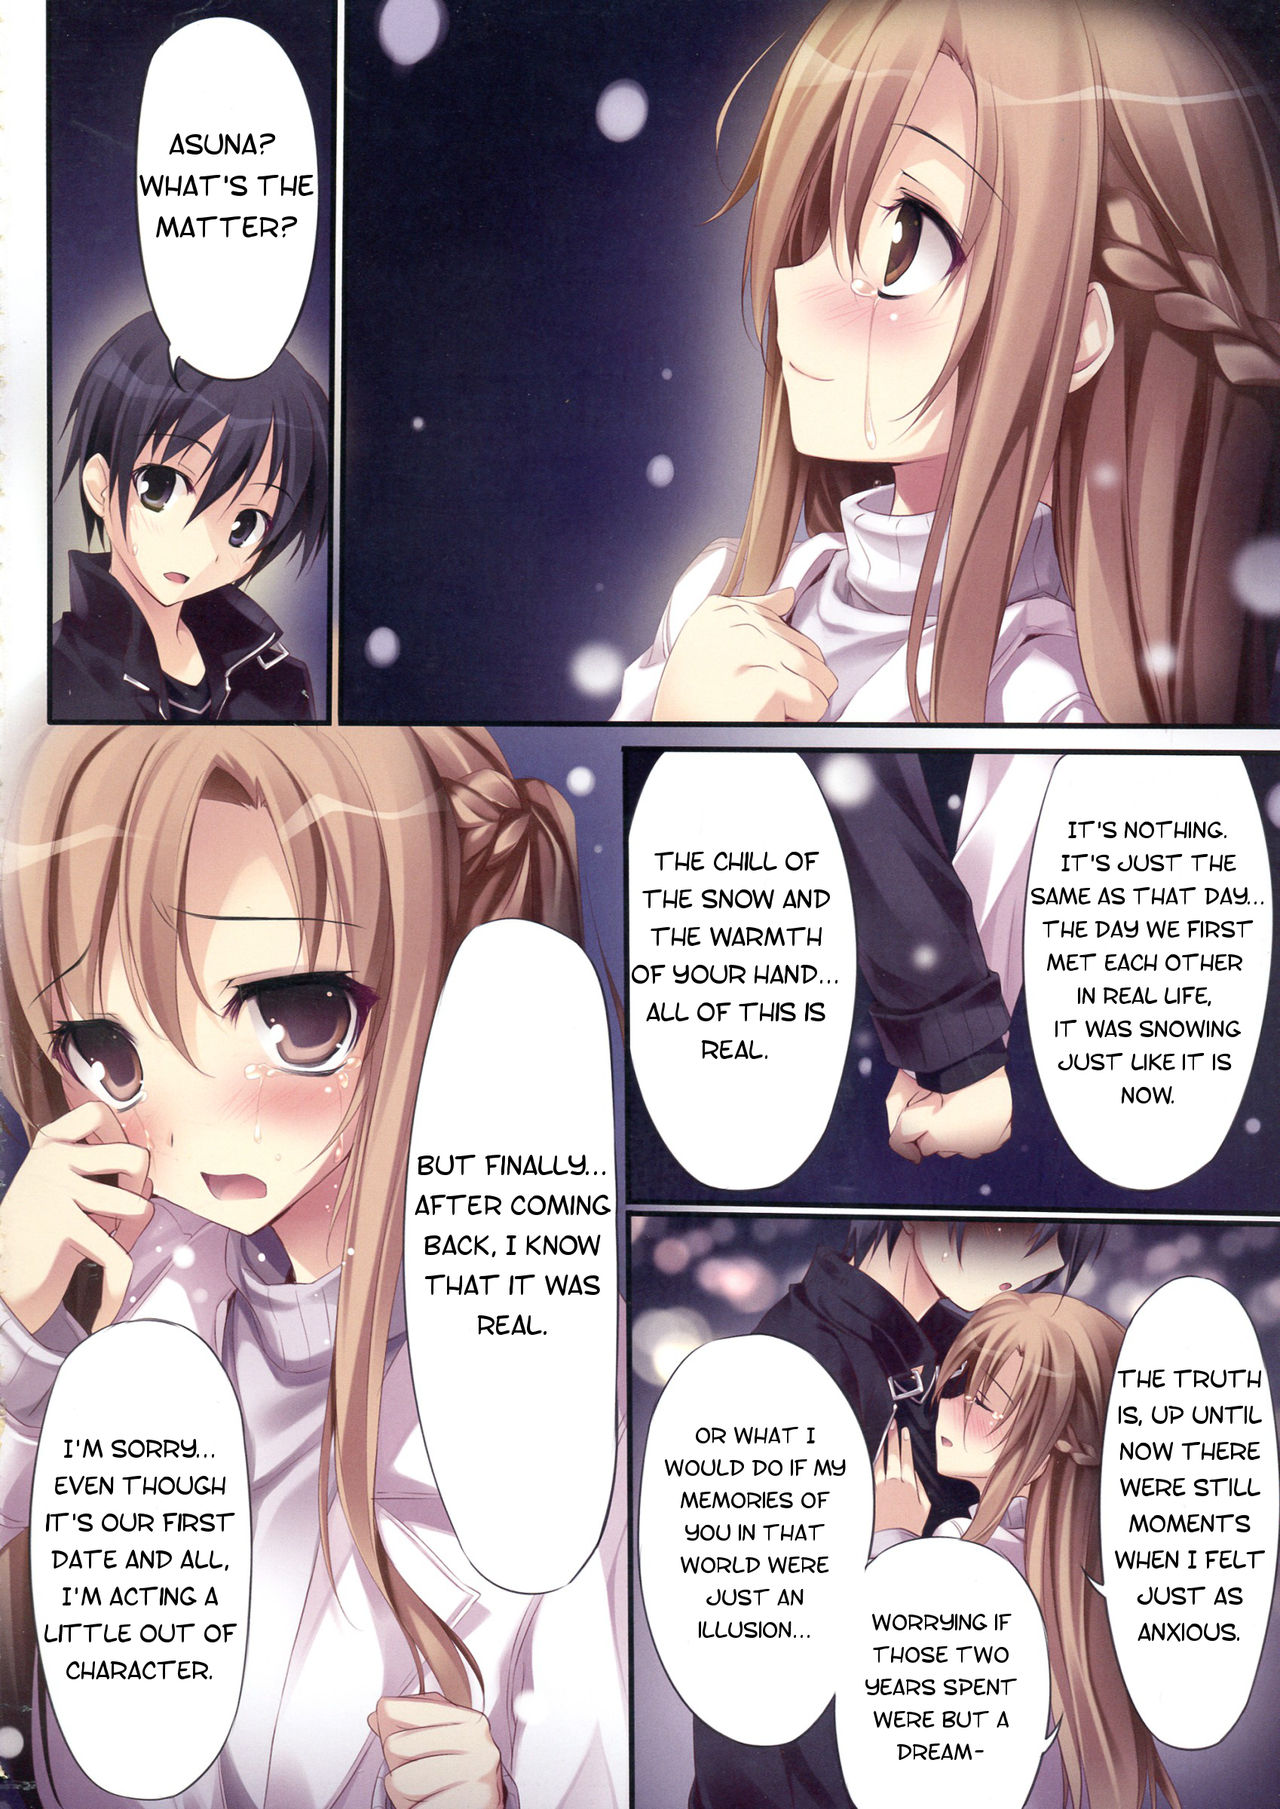 ASUNA?
WHAT'S THE
MATTER?
IT'S NOTHING.
IT'S JUST THE
SAME AS THAT DAY...
THE DAY WE FIRST
MET EACH OTHER
IN REAL LIFE,
IT WAS SNOWING
JUST LIKE IT IS
NOW.
THE CHILL OF
THE SNOW AND
THE WARMTH
OF YOUR HAND...
ALL OF THIS IS
REAL.
THE TRUTH
IS, UP UNTIL
NOW THERE
WERE STILL
MOMENTS
WHEN I FELT
JUST AS
ANXIOUS.
WORRYING IF
THOSE TWO
YEARS SPENT
WERE BUT A
DREAM-
OR WHAT I
WOULD DO IF MY
MEMORIES OF
YOU IN THAT
WORLD WERE
JUST AN
ILLUSION...
BUT FINALLY...
AFTER COMING
BACK, I KNOW
THAT IT WAS
REAL.
I'M SORRY...
EVEN THOUGH
IT'S OUR FIRST
DATE AND ALL,
I'M ACTING A
LITTLE OUT OF
CHARACTER.